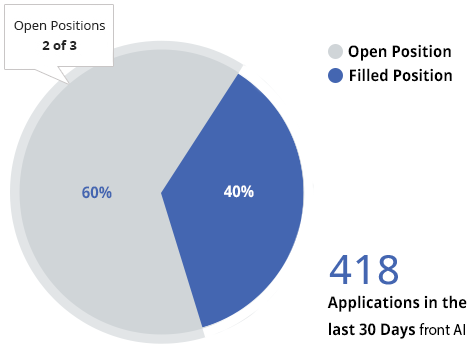 Open Positions
2 of 3
Open Position
Filled Position
60%
40%
418
Applications in the
last 30 Days front AI